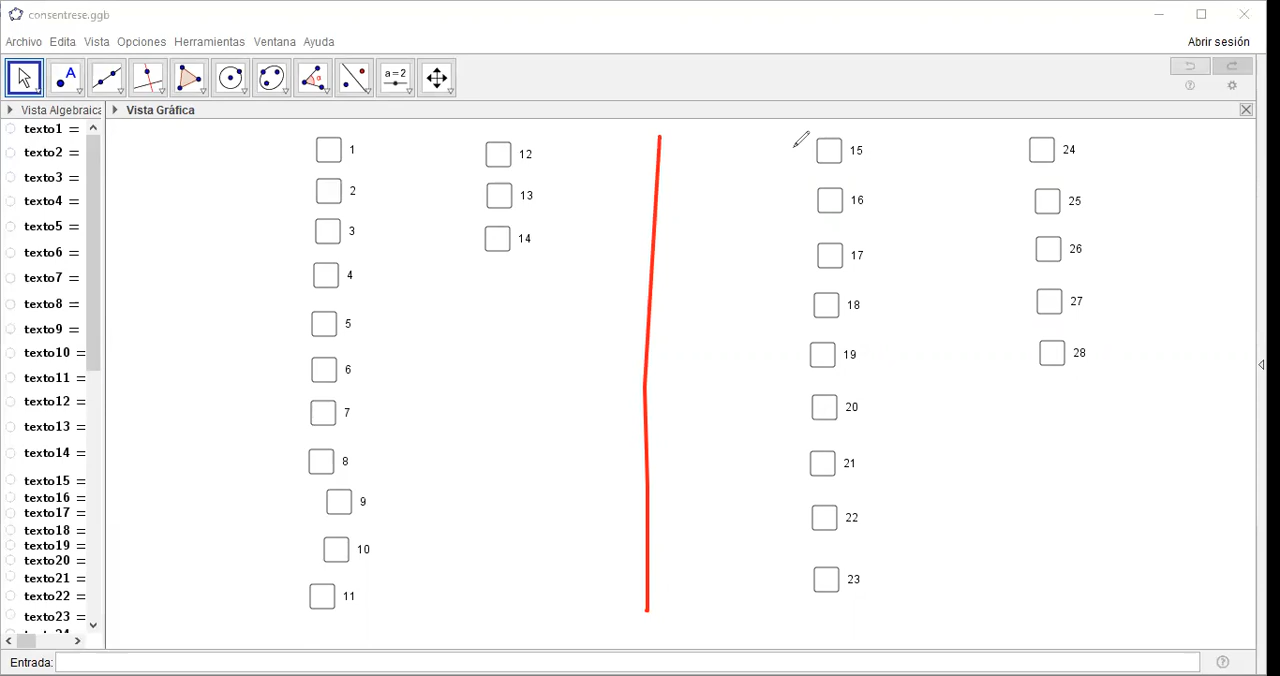 consentrese.ggb
Archivo Edita Vista Opciones Herramientas Ventana Ayuda
Abrir sesión
A
α
a=2
Vista Algebraica
Vista Gráfica
texto1 =
texto2 =
texto3 =
texto4 =
texto5 =
texto6 =
texto7 =
texto8 =
texto9 =
texto10 =
texto11 =
texto12 =
texto13 =
texto14 =
texto15 =
texto16 =
texto17 =
texto18 =
texto19 =
texto20 =
texto21 =
texto22 =
texto23 =
1
2
3
4
5
6
7
8
9
10
11
12
13
14
15
16
17
18
19
20
21
22
23
24
25
26
27
28
Entrada: